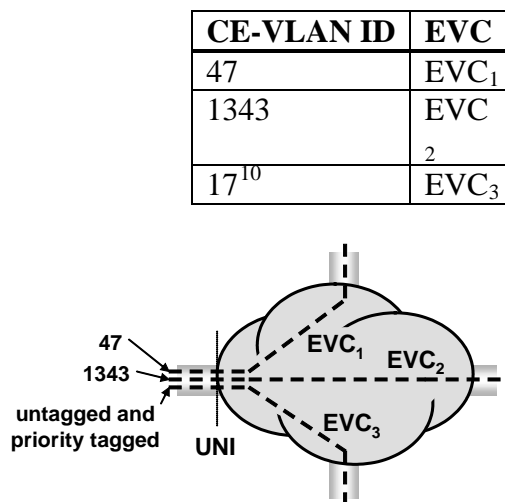 CE-VLAN ID EVC
47 EVC₁
1343 EVC
₂
17¹⁰ EVC₃
47
1343
untagged and
priority tagged
UNI
EVC₁
EVC₂
EVC₃